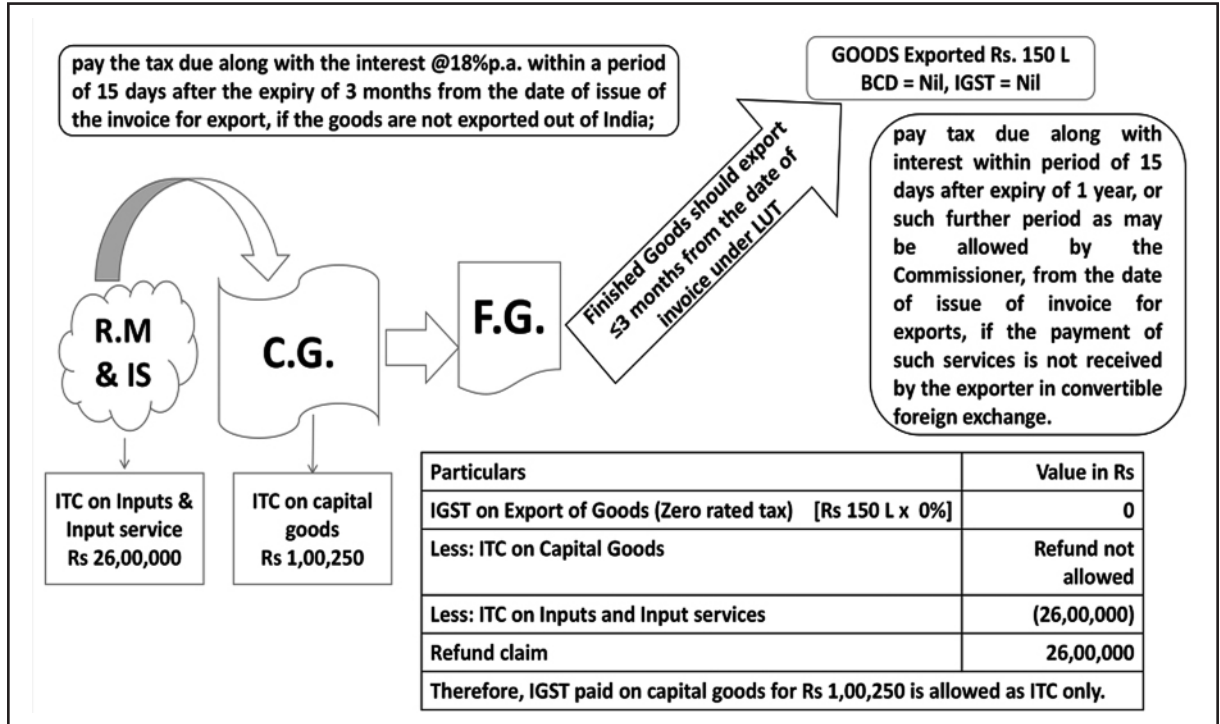 pay the tax due along with the interest @18%p.a. within a period
of 15 days after the expiry of 3 months from the date of issue of
the invoice for export, if the goods are not exported out of India;
GOODS Exported Rs. 150 L
BCD = Nil, IGST = Nil
pay tax due along with
interest within period of 15
days after expiry of 1 year, or
such further period as may
be allowed by the
Commissioner, from the date
of issue of invoice for
exports, if the payment of
such services is not received
by the exporter in convertible
foreign exchange.
Finished Goods should export
≤3 months from the date of
invoice under LUT
R.M
& IS
C.G.
F.G.
ITC on Inputs &
Input service
Rs 26,00,000
ITC on capital
goods
Rs 1,00,250
Particulars Value in Rs
IGST on Export of Goods (Zero rated tax) [Rs 150 L x 0%] 0
Less: ITC on Capital Goods Refund not
allowed
Less: ITC on Inputs and Input services (26,00,000)
Refund claim 26,00,000
Therefore, IGST paid on capital goods for Rs 1,00,250 is allowed as ITC only.